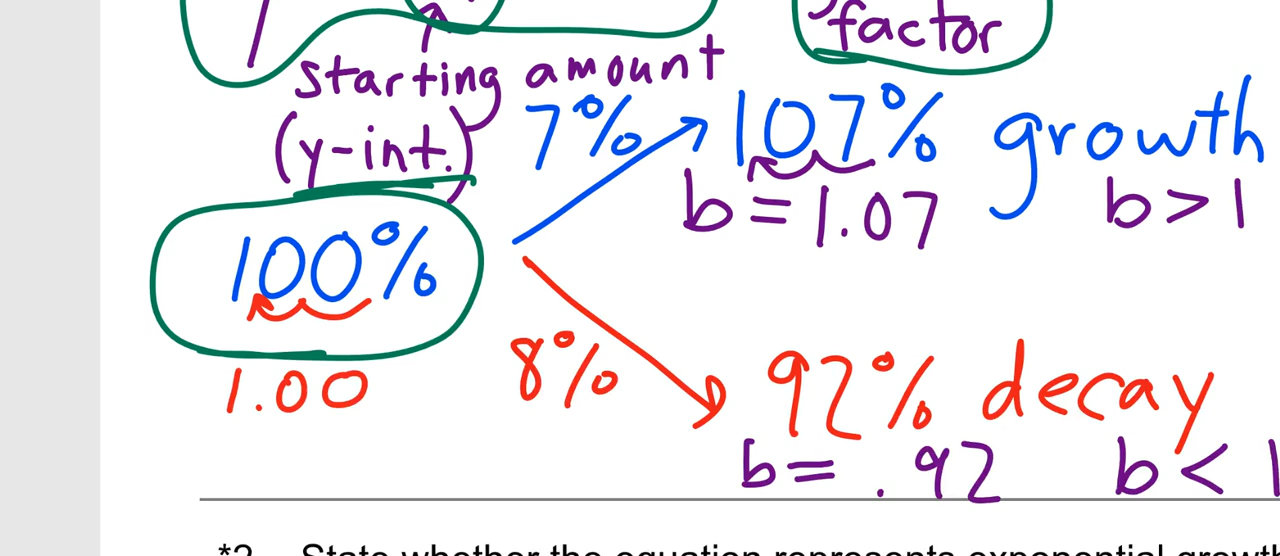 factor
starting amount
(y-int.)
7% 107% growth
b = 1.07 b > 1
100%
1.00
8% 92% decay
b = .92 b < 1
*2. State whether the equation represents exponential growth